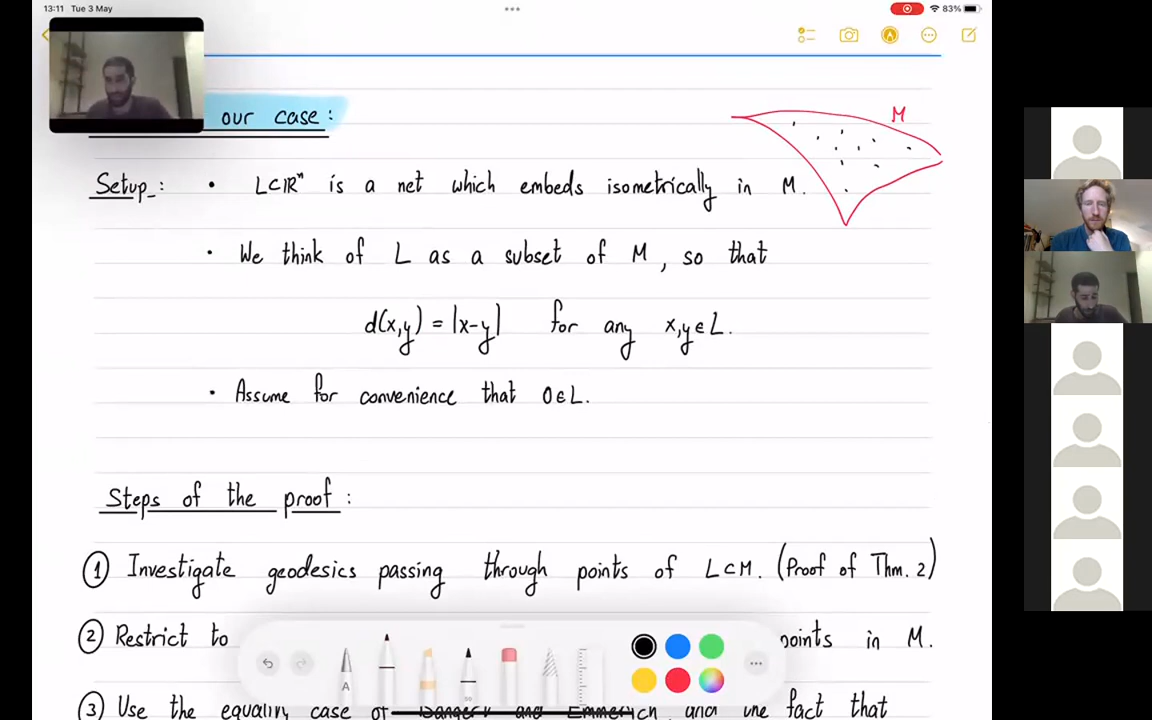 13:11 Tue 3 May
83%
our case:
M
Setup: • L⊂ℝⁿ is a net which embeds isometrically in M.
• We think of L as a subset of M, so that
d(x,y) = |x-y| for any x,y∈L.
• Assume for convenience that 0∈L.
Steps of the proof:
① Investigate geodesics passing through points of L⊂M. (Proof of Thm. 2)
② Restrict to points in M.
③ Use the equality case of Bangert and Emmerich, and the fact that